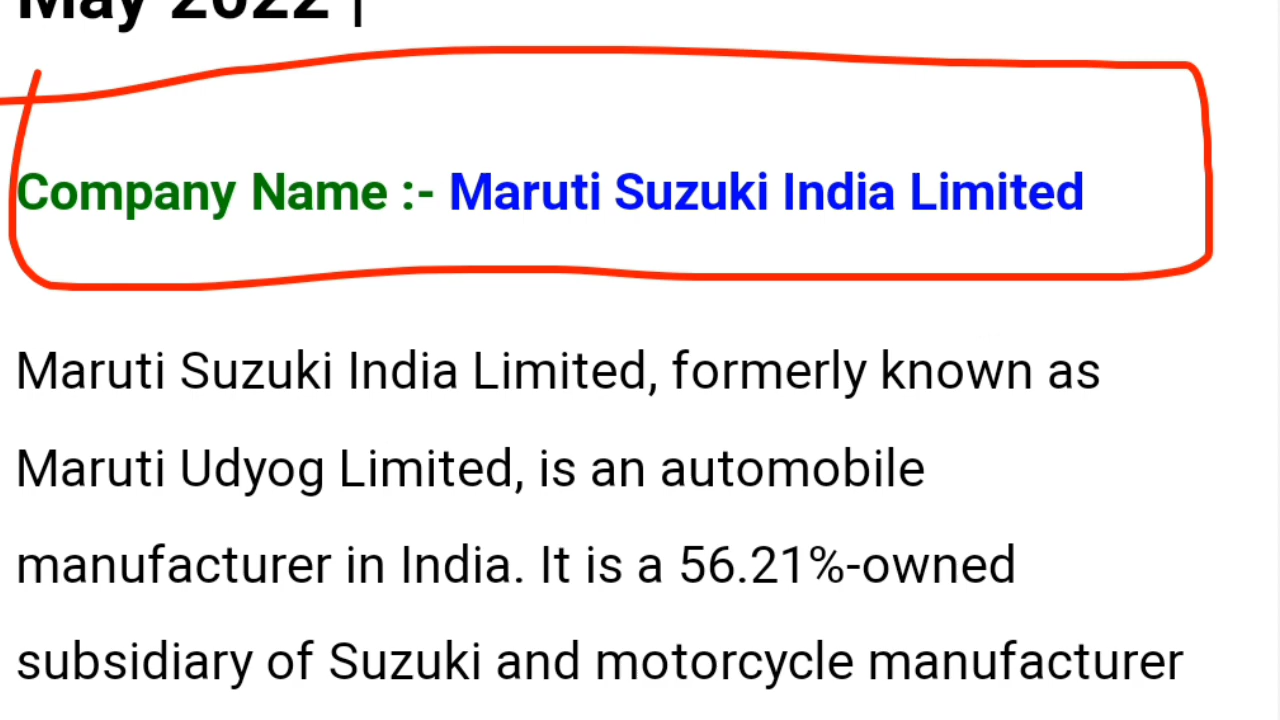 May 2022 |
Company Name :- Maruti Suzuki India Limited
Maruti Suzuki India Limited, formerly known as
Maruti Udyog Limited, is an automobile
manufacturer in India. It is a 56.21%-owned
subsidiary of Suzuki and motorcycle manufacturer